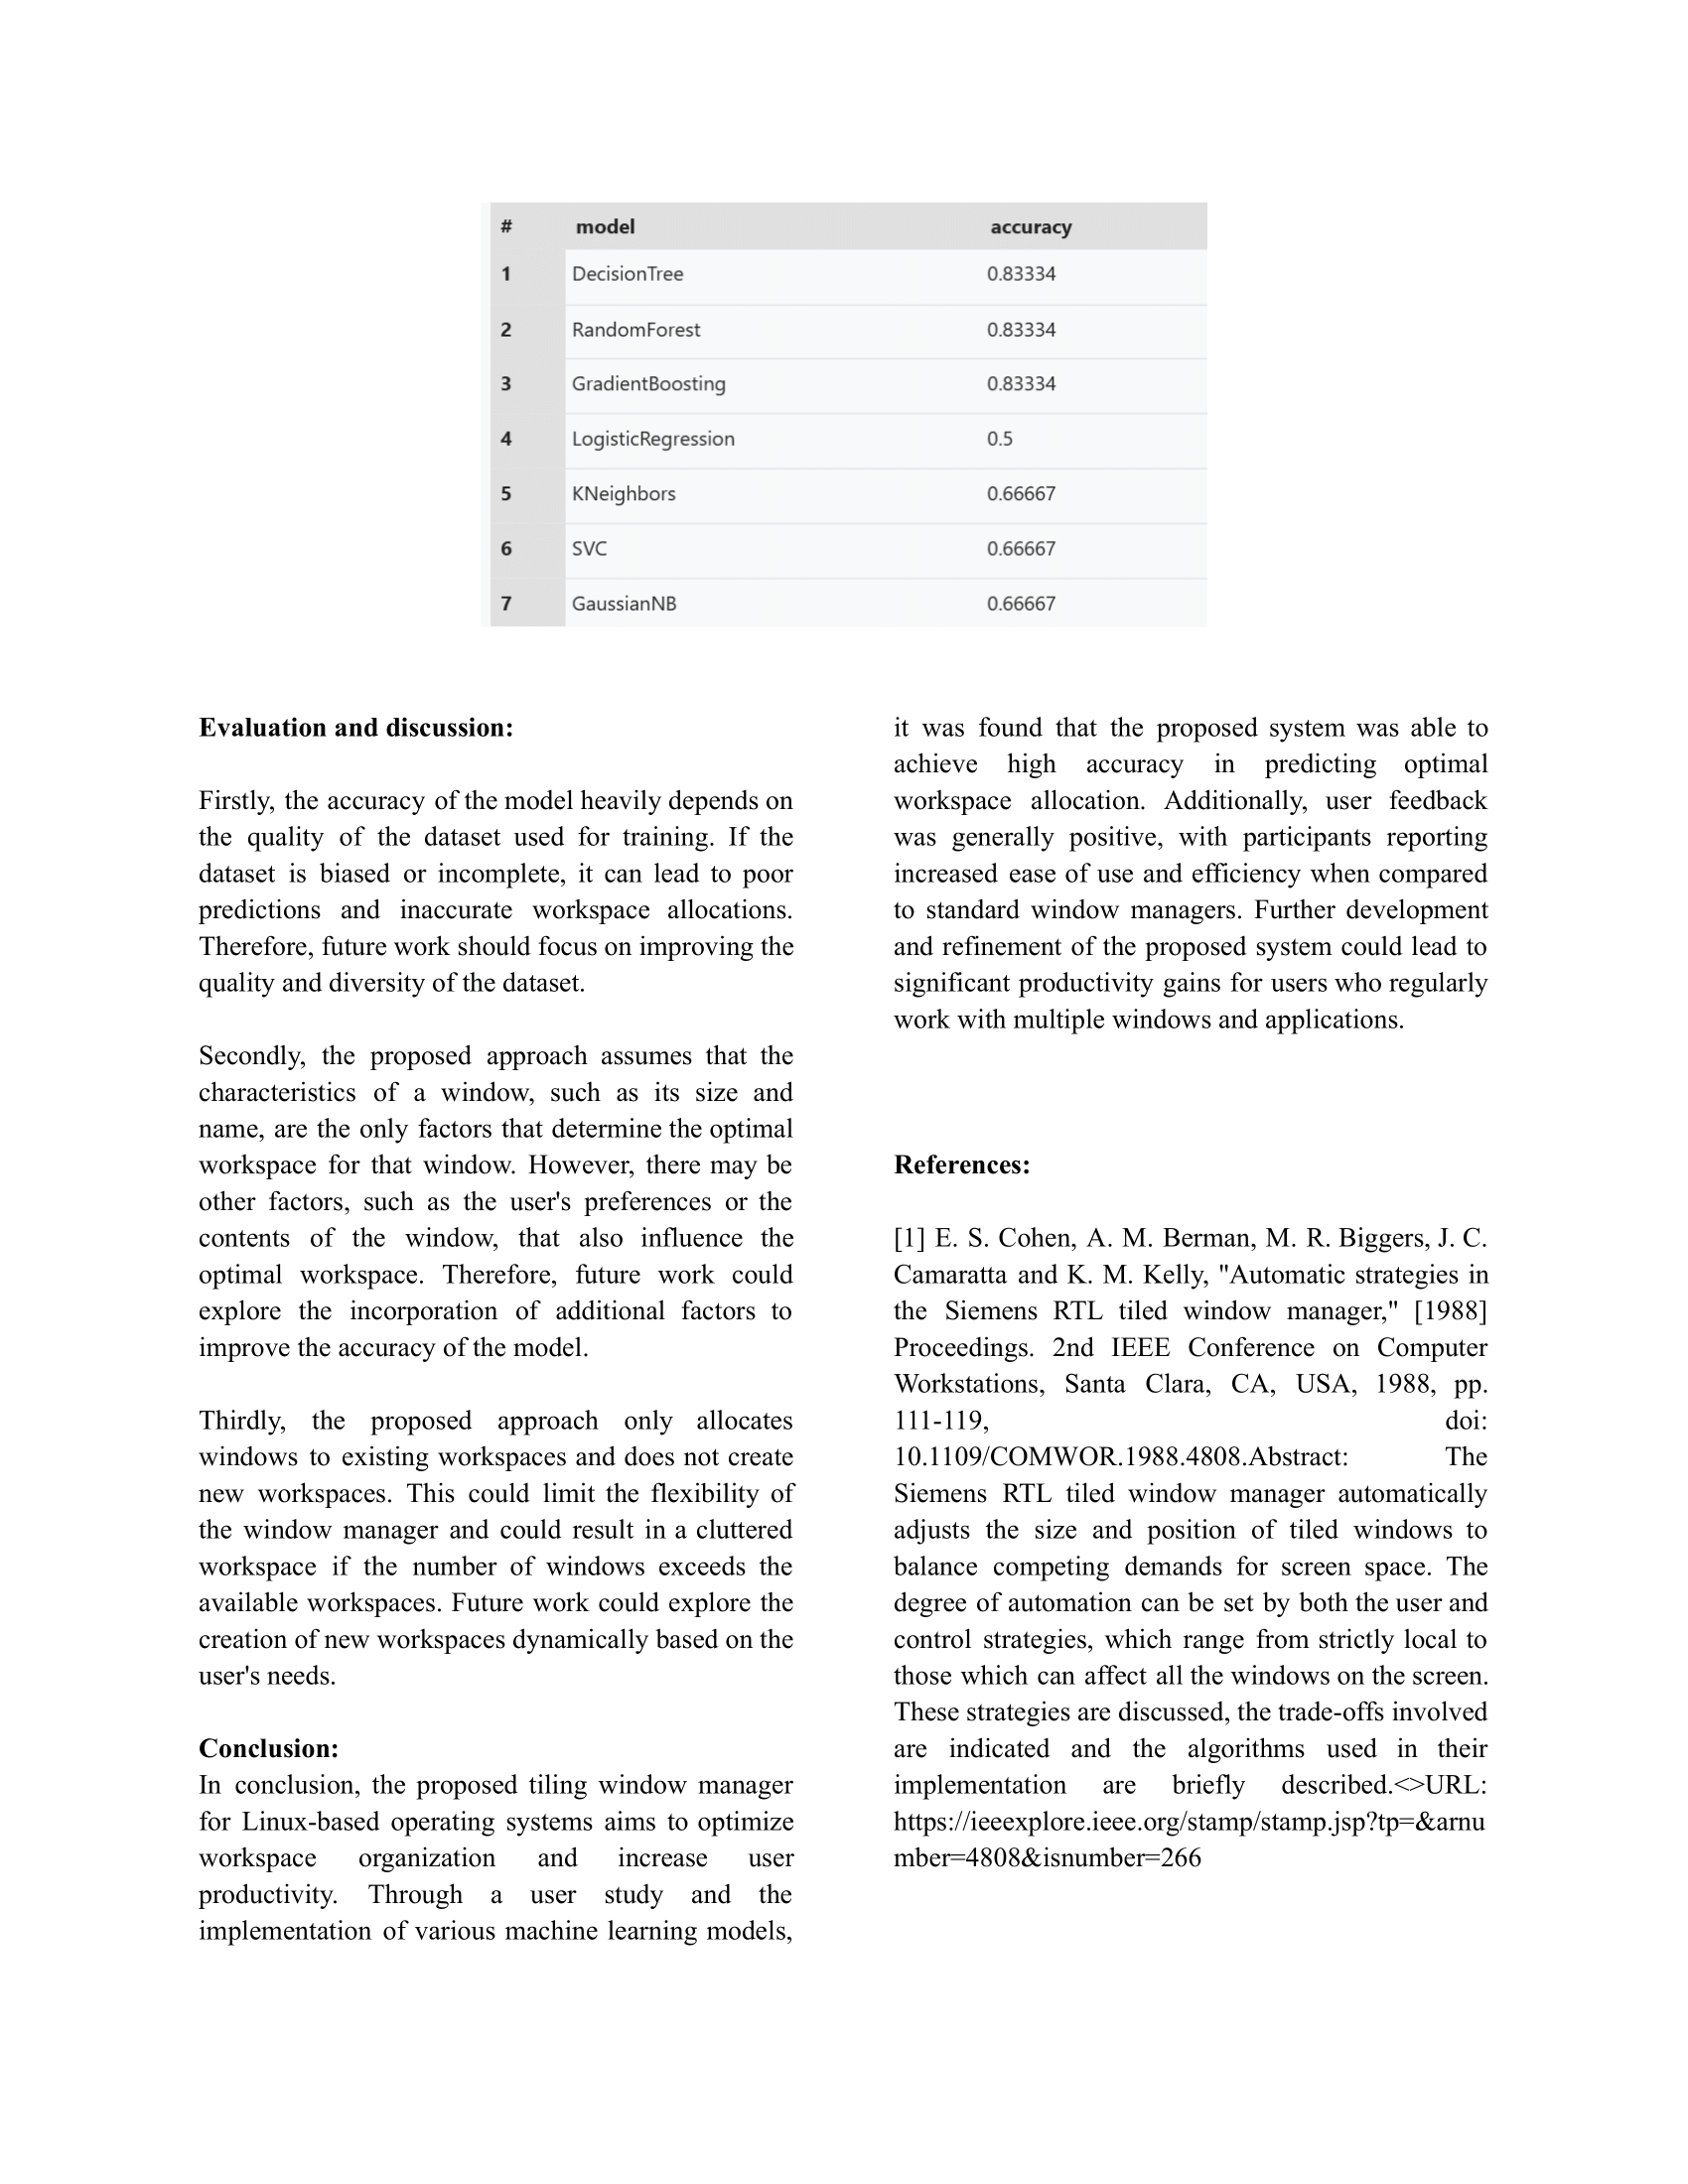 # model accuracy
1 DecisionTree 0.83334
2 RandomForest 0.83334
3 GradientBoosting 0.83334
4 LogisticRegression 0.5
5 KNeighbors 0.66667
6 SVC 0.66667
7 GaussianNB 0.66667
Evaluation and discussion:
Firstly, the accuracy of the model heavily depends on
the quality of the dataset used for training. If the
dataset is biased or incomplete, it can lead to poor
predictions and inaccurate workspace allocations.
Therefore, future work should focus on improving the
quality and diversity of the dataset.
Secondly, the proposed approach assumes that the
characteristics of a window, such as its size and
name, are the only factors that determine the optimal
workspace for that window. However, there may be
other factors, such as the user's preferences or the
contents of the window, that also influence the
optimal workspace. Therefore, future work could
explore the incorporation of additional factors to
improve the accuracy of the model.
Thirdly, the proposed approach only allocates
windows to existing workspaces and does not create
new workspaces. This could limit the flexibility of
the window manager and could result in a cluttered
workspace if the number of windows exceeds the
available workspaces. Future work could explore the
creation of new workspaces dynamically based on the
user's needs.
Conclusion:
In conclusion, the proposed tiling window manager
for Linux-based operating systems aims to optimize
workspace organization and increase user
productivity. Through a user study and the
implementation of various machine learning models,
it was found that the proposed system was able to
achieve high accuracy in predicting optimal
workspace allocation. Additionally, user feedback
was generally positive, with participants reporting
increased ease of use and efficiency when compared
to standard window managers. Further development
and refinement of the proposed system could lead to
significant productivity gains for users who regularly
work with multiple windows and applications.
References:
[1] E. S. Cohen, A. M. Berman, M. R. Biggers, J. C.
Camaratta and K. M. Kelly, "Automatic strategies in
the Siemens RTL tiled window manager," [1988]
Proceedings. 2nd IEEE Conference on Computer
Workstations, Santa Clara, CA, USA, 1988, pp.
111-119, doi:
10.1109/COMWOR.1988.4808.Abstract: The
Siemens RTL tiled window manager automatically
adjusts the size and position of tiled windows to
balance competing demands for screen space. The
degree of automation can be set by both the user and
control strategies, which range from strictly local to
those which can affect all the windows on the screen.
These strategies are discussed, the trade-offs involved
are indicated and the algorithms used in their
implementation are briefly described.<>URL:
https://ieeexplore.ieee.org/stamp/stamp.jsp?tp=&arnu
mber=4808&isnumber=266